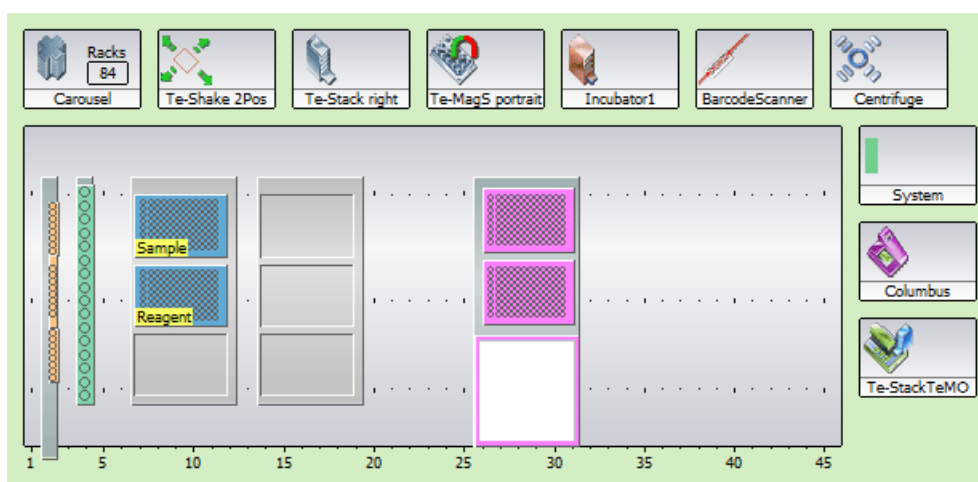 Racks
84
Carousel
Te-Shake 2Pos
Te-Stack right
Te-MagS portrait
Incubator1
BarcodeScanner
Centrifuge
System
Sample
Columbus
Reagent
Te-StackTeMO
1 5 10 15 20 25 30 35 40 45